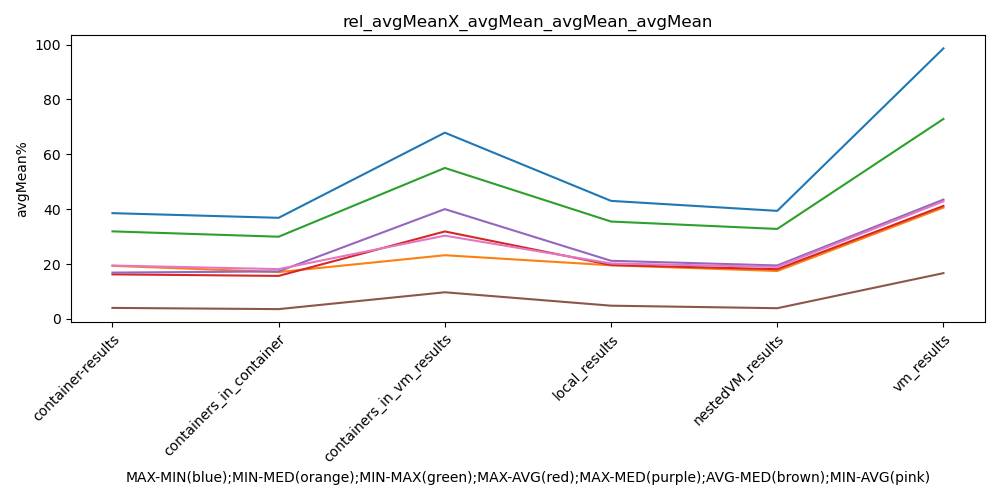 rel_avgMeanX_avgMean_avgMean_avgMean
100
80
60
40
20
0
avgMean%
container-results
containers_in_container
containers_in_vm_results
local_results
nestedVM_results
vm_results
MAX-MIN(blue);MIN-MED(orange);MIN-MAX(green);MAX-AVG(red);MAX-MED(purple);AVG-MED(brown);MIN-AVG(pink)